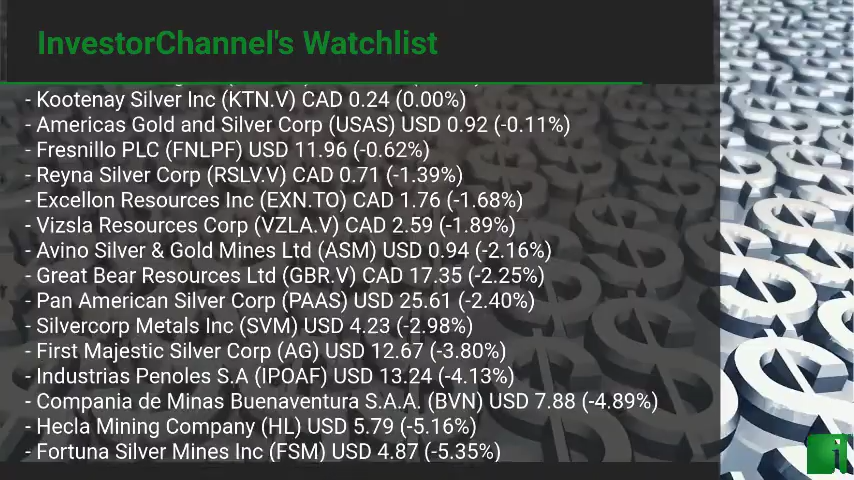 InvestorChannel's Watchlist
- Kootenay Silver Inc (KTN.V) CAD 0.24 (0.00%)
- Americas Gold and Silver Corp (USAS) USD 0.92 (-0.11%)
- Fresnillo PLC (FNLPF) USD 11.96 (-0.62%)
- Reyna Silver Corp (RSLV.V) CAD 0.71 (-1.39%)
- Excellon Resources Inc (EXN.TO) CAD 1.76 (-1.68%)
- Vizsla Resources Corp (VZLA.V) CAD 2.59 (-1.89%)
- Avino Silver & Gold Mines Ltd (ASM) USD 0.94 (-2.16%)
- Great Bear Resources Ltd (GBR.V) CAD 17.35 (-2.25%)
- Pan American Silver Corp (PAAS) USD 25.61 (-2.40%)
- Silvercorp Metals Inc (SVM) USD 4.23 (-2.98%)
- First Majestic Silver Corp (AG) USD 12.67 (-3.80%)
- Industrias Penoles S.A (IPOAF) USD 13.24 (-4.13%)
- Compania de Minas Buenaventura S.A.A. (BVN) USD 7.88 (-4.89%)
- Hecla Mining Company (HL) USD 5.79 (-5.16%)
- Fortuna Silver Mines Inc (FSM) USD 4.87 (-5.35%)
i